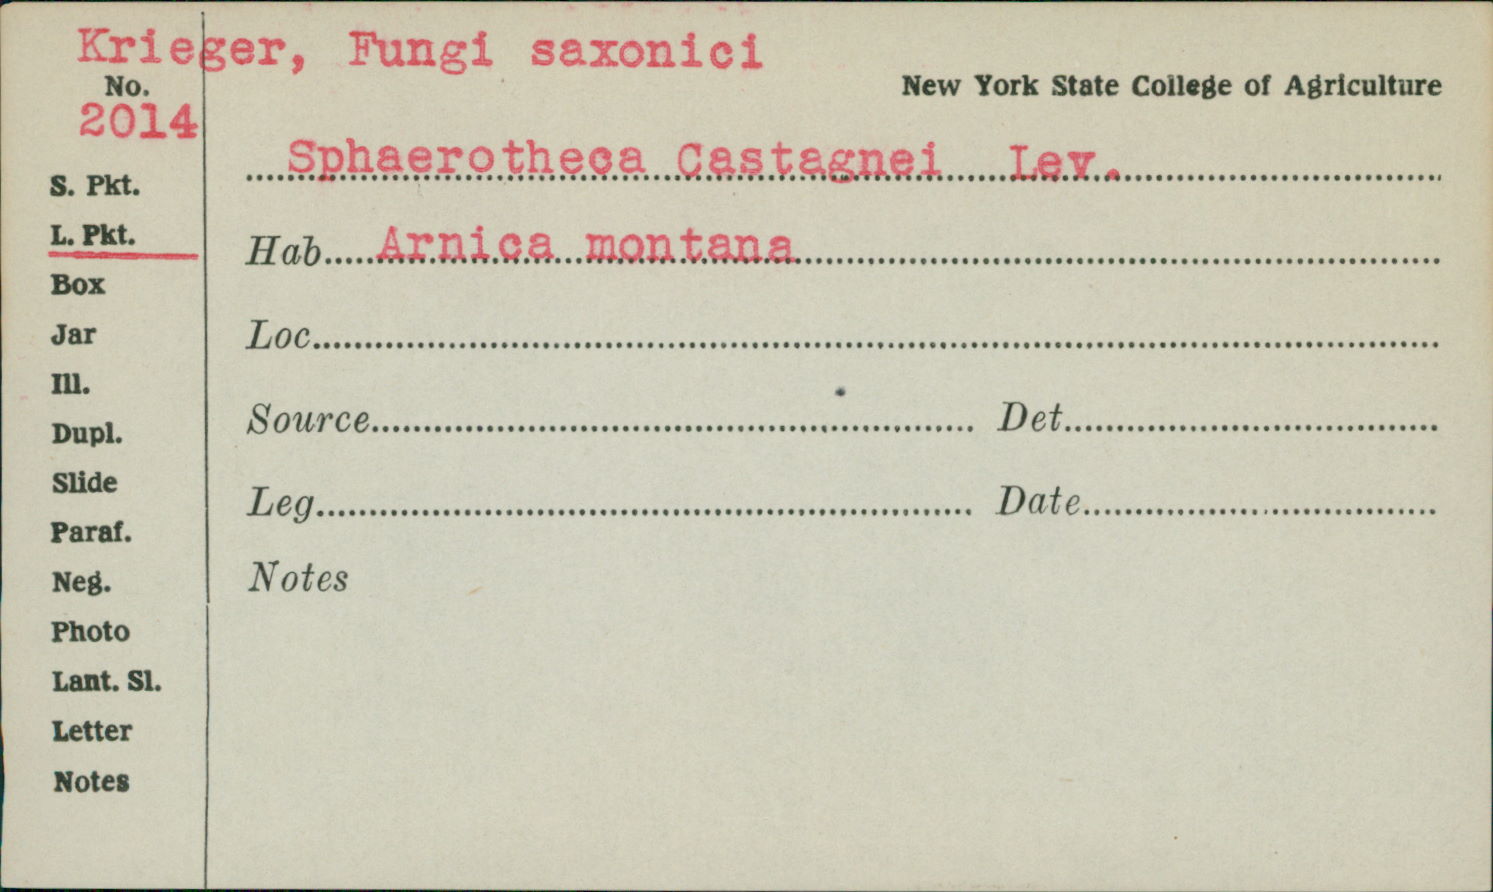 Krieger, Fungi saxonici
No.
2014
New York State College of Agriculture
Sphaerotheca Castagnei Lev.
S. Pkt.
L. Pkt.
Hab. Arnica montana
Box
Jar
Loc.
Ill.
Dupl.
Source Det.
Slide
Leg. Date
Paraf.
Neg.
Notes
Photo
Lant. Sl.
Letter
Notes